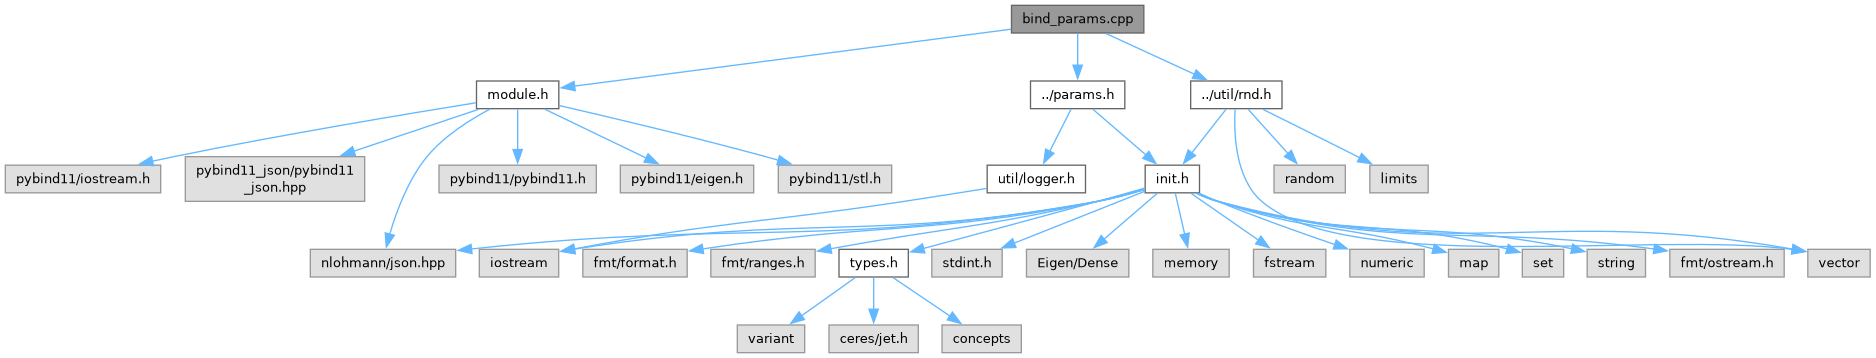 bind_params.cpp
module.h
../params.h
../util/rnd.h
pybind11/iostream.h
pybind11_json/pybind11
_json.hpp
pybind11/pybind11.h
pybind11/eigen.h
pybind11/stl.h
util/logger.h
init.h
random
limits
nlohmann/json.hpp
iostream
fmt/format.h
fmt/ranges.h
types.h
stdint.h
Eigen/Dense
memory
fstream
numeric
map
set
string
fmt/ostream.h
vector
variant
ceres/jet.h
concepts